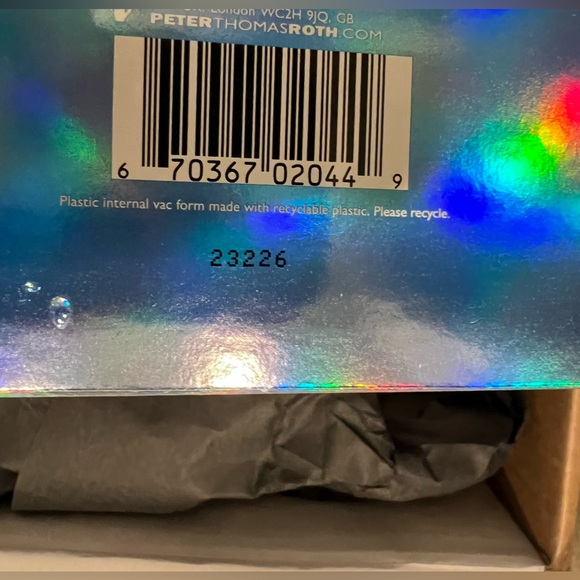 London WC2H 9JQ, GB
PETERTHOMASROTH.COM
6 70367 02044 9
Plastic internal vac form made with recyclable plastic. Please recycle.
23226